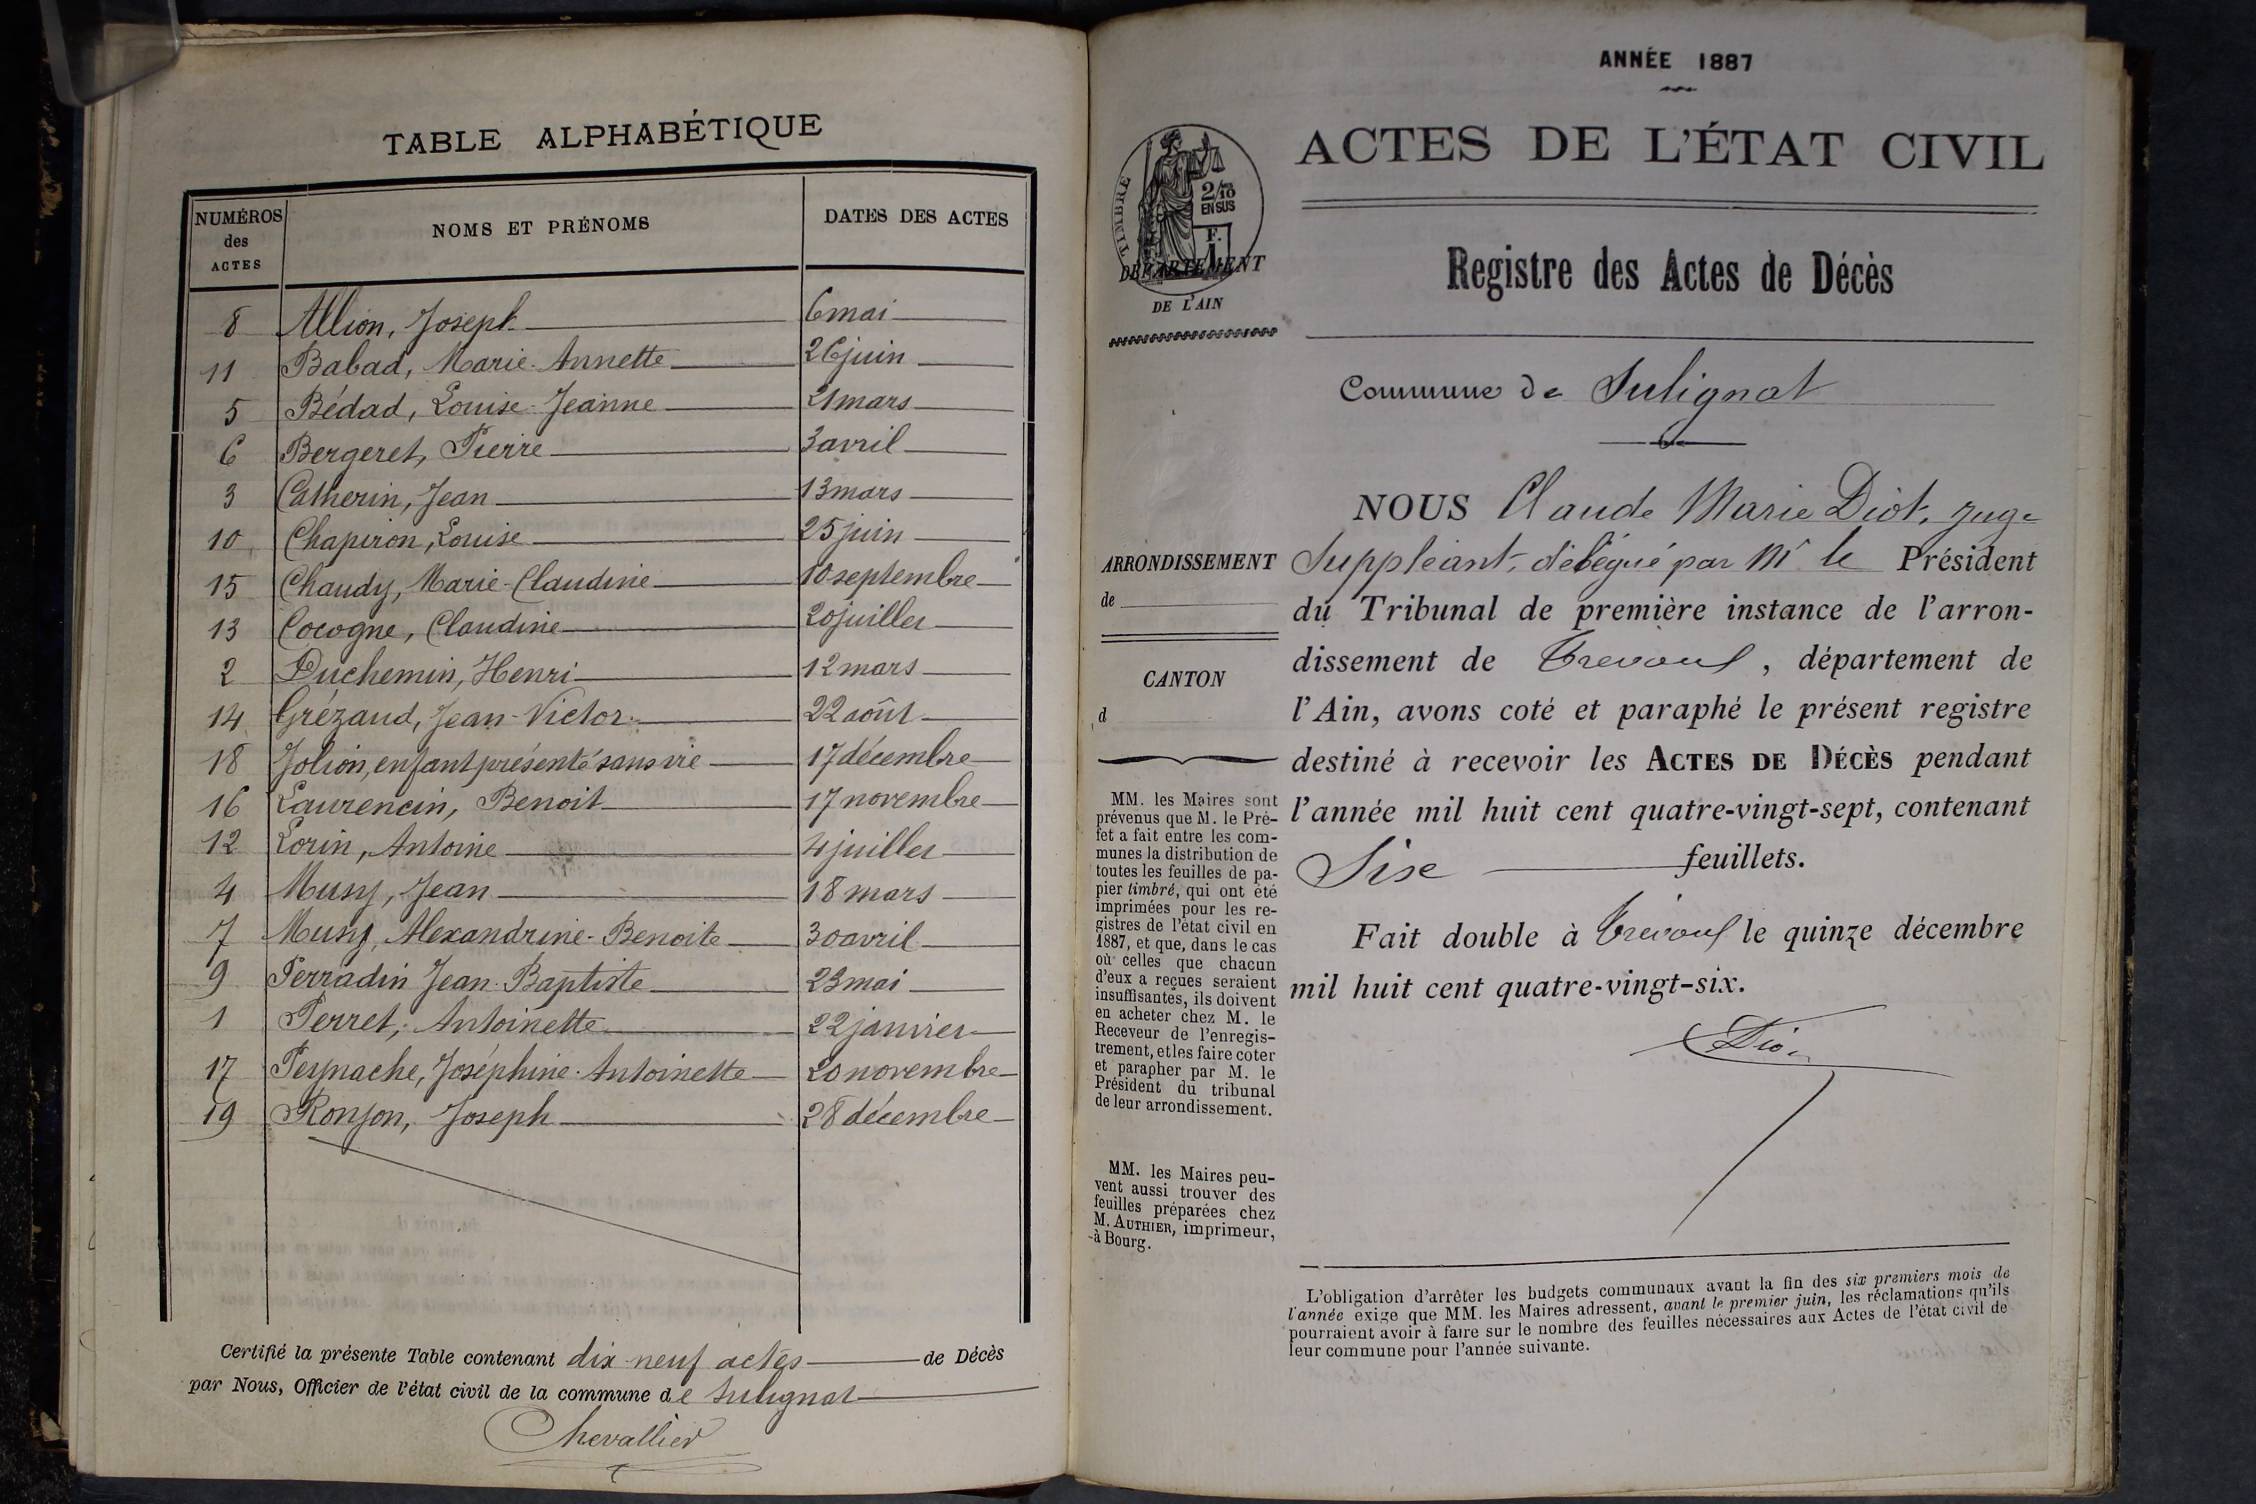 TABLE ALPHABÉTIQUE
NUMÉROS des ACTES NOMS ET PRÉNOMS DATES DES ACTES
8 Allion, Joseph 6 mai
11 Babad, Marie-Annette 26 juin
5 Bédad, Louise-Jeanne 21 mars
6 Bergeret, Pierre 3 avril
3 Catherin, Jean 13 mars
10 Chapiron, Louise 25 juin
15 Chaudy, Marie-Claudine 10 septembre
13 Cocogne, Claudine 20 juillet
2 Duchemin, Henri 12 mars
14 Grézaud, Jean-Victor 22 août
18 Jolion, enfant présenté sans vie 17 décembre
16 Laurencin, Benoit 17 novembre
12 Lorin, Antoine 4 juillet
4 Musy, Jean 18 mars
7 Musy, Alexandrine-Benoite 30 avril
9 Perradin Jean-Baptiste 23 mai
1 Perret, Antoinette 22 janvier
17 Peynache, Joséphine-Antoinette 20 novembre
19 Ronjon, Joseph 28 décembre
Certifié la présente Table contenant dix neuf actes de Décès
par Nous, Officier de l'état civil de la commune de Sulignat
Chevallier
ANNÉE 1887
ACTES DE L'ÉTAT CIVIL
TIMBRE
2/10
EN SUS
F.
1
DÉPARTEMENT
DE L'AIN
Registre des Actes de Décès
Commune de Sulignat
NOUS Claude Marie Diot, juge
Suppléant, délégué par Mr le Président
du Tribunal de première instance de l'arron-
dissement de Trévoux, département de
l'Ain, avons coté et paraphé le présent registre
destiné à recevoir les ACTES DE DÉCÈS pendant
l'année mil huit cent quatre-vingt-sept, contenant
Sixe feuillets.
Fait double à Trévoux le quinze décembre
mil huit cent quatre-vingt-six.
Diot
ARRONDISSEMENT
de
CANTON
d
MM. les Maires sont
prévenus que M. le Pré-
fet a fait entre les com-
munes la distribution de
toutes les feuilles de pa-
pier timbré, qui ont été
imprimées pour les re-
gistres de l'état civil en
1887, et que, dans le cas
où celles que chacun
d'eux a reçues seraient
insuffisantes, ils doivent
en acheter chez M. le
Receveur de l'enregis-
trement, et les faire coter
et parapher par M. le
Président du tribunal
de leur arrondissement.
MM. les Maires peu-
vent aussi trouver des
feuilles préparées chez
M. AUTHIER, imprimeur,
à Bourg.
L'obligation d'arrêter les budgets communaux avant la fin des six premiers mois de
l'année exige que MM. les Maires adressent, avant le premier juin, les réclamations qu'ils
pourraient avoir à faire sur le nombre des feuilles nécessaires aux Actes de l'état civil de
leur commune pour l'année suivante.